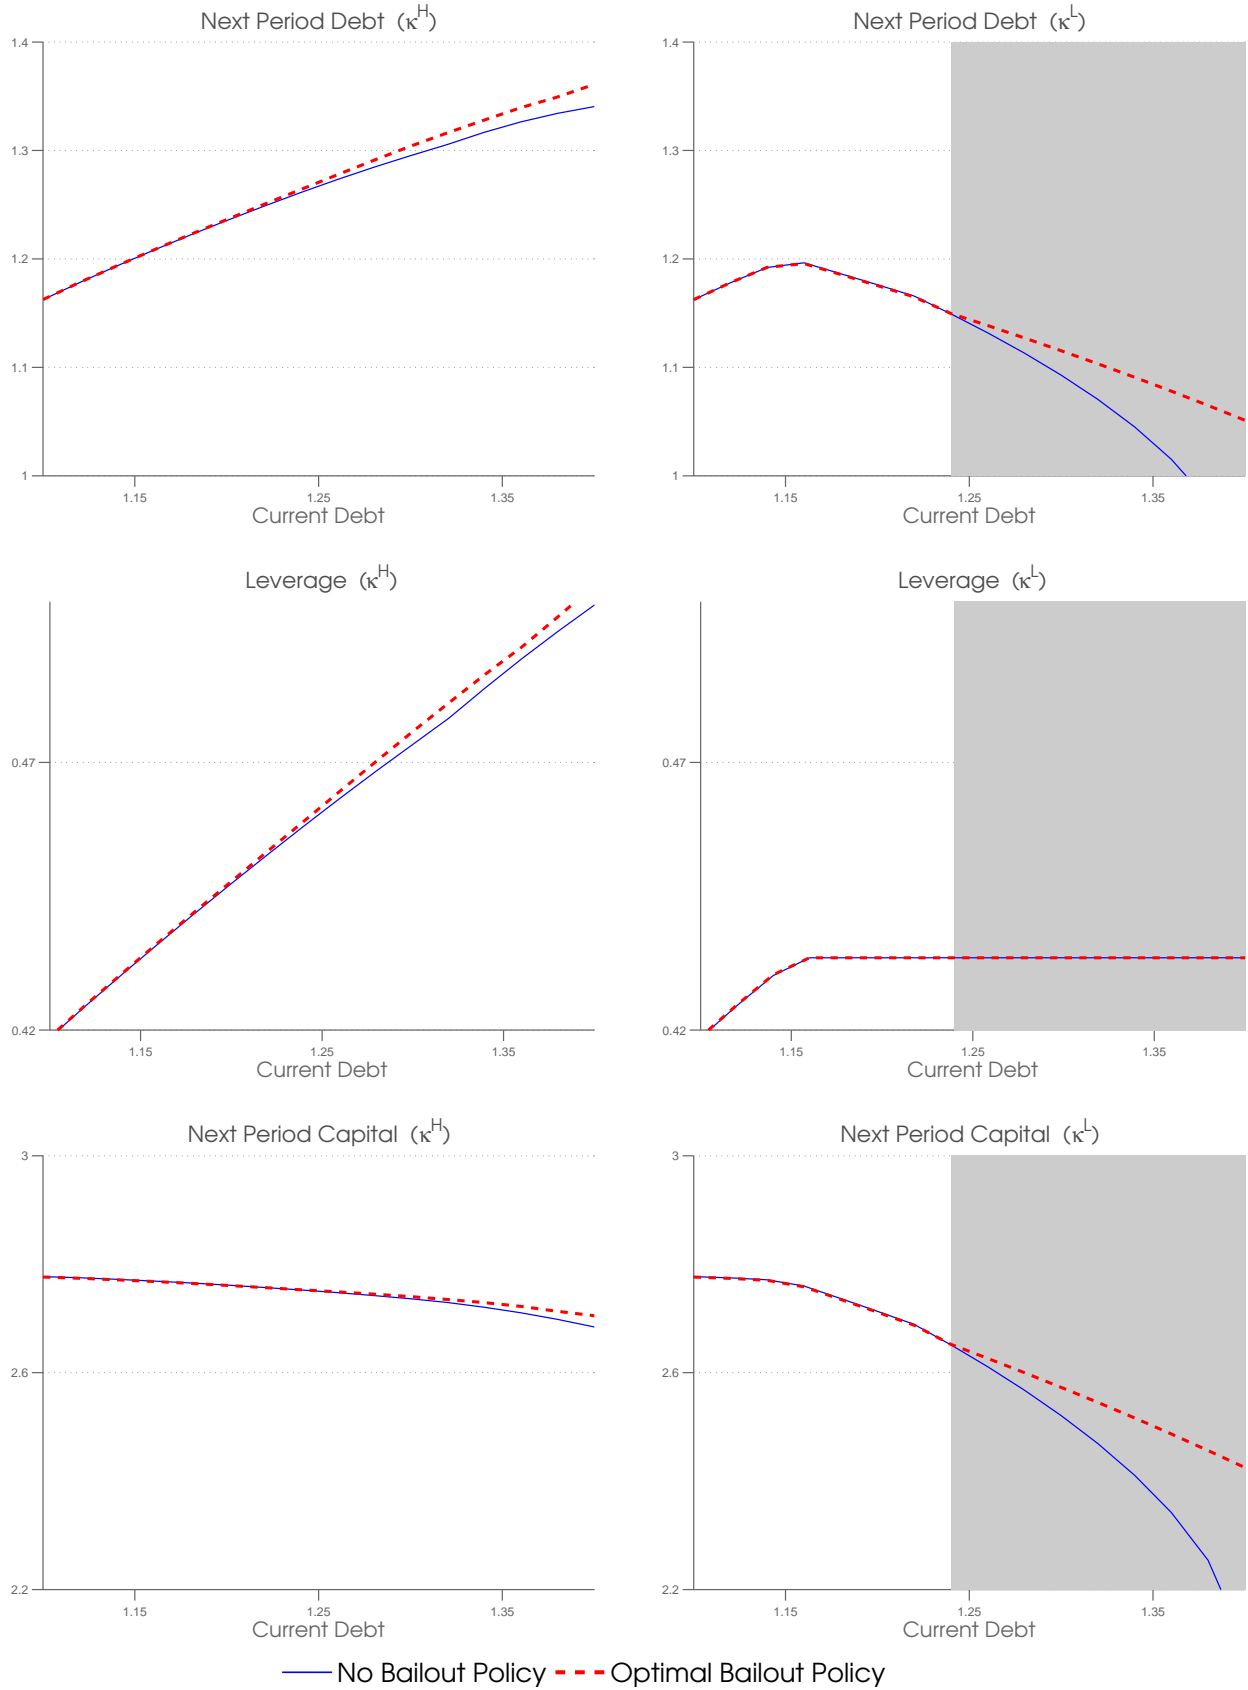 Next Period Debt (κ^H)
Next Period Debt (κ^L)
1.4
1.3
1.2
1.1
1
1.15
1.25
1.35
Current Debt
1.4
1.3
1.2
1.1
1
1.15
1.25
1.35
Current Debt
Leverage (κ^H)
Leverage (κ^L)
0.47
0.42
1.15
1.25
1.35
Current Debt
0.47
0.42
1.15
1.25
1.35
Current Debt
Next Period Capital (κ^H)
Next Period Capital (κ^L)
3
2.6
2.2
1.15
1.25
1.35
Current Debt
3
2.6
2.2
1.15
1.25
1.35
Current Debt
No Bailout Policy
Optimal Bailout Policy